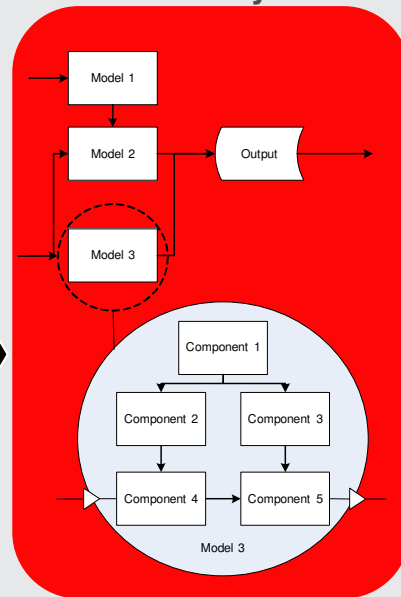 Model 1
Model 2
Output
Model 3
Component 1
Component 2
Component 3
Component 4
Component 5
Model 3